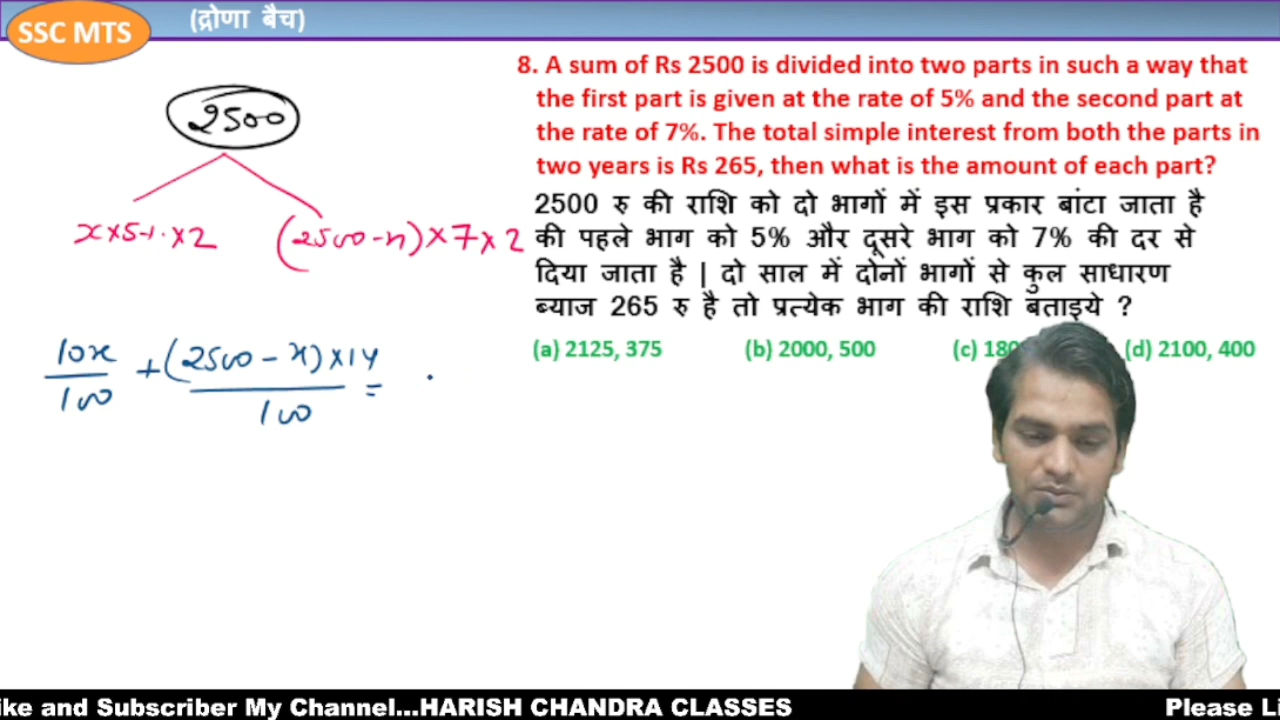 (द्रोणा बैच)
SSC MTS
2500
x×5%×2
(2500-x)×7×2
10x/100 + (2500-x)×14/100 =
8. A sum of Rs 2500 is divided into two parts in such a way that
the first part is given at the rate of 5% and the second part at
the rate of 7%. The total simple interest from both the parts in
two years is Rs 265, then what is the amount of each part?
2500 रु की राशि को दो भागों में इस प्रकार बांटा जाता है
की पहले भाग को 5% और दूसरे भाग को 7% की दर से
दिया जाता है | दो साल में दोनों भागों से कुल साधारण
ब्याज 265 रु है तो प्रत्येक भाग की राशि बताइये ?
(a) 2125, 375 (b) 2000, 500 (c) (d) 2100, 400
ike and Subscriber My Channel...HARISH CHANDRA CLASSES Please Li